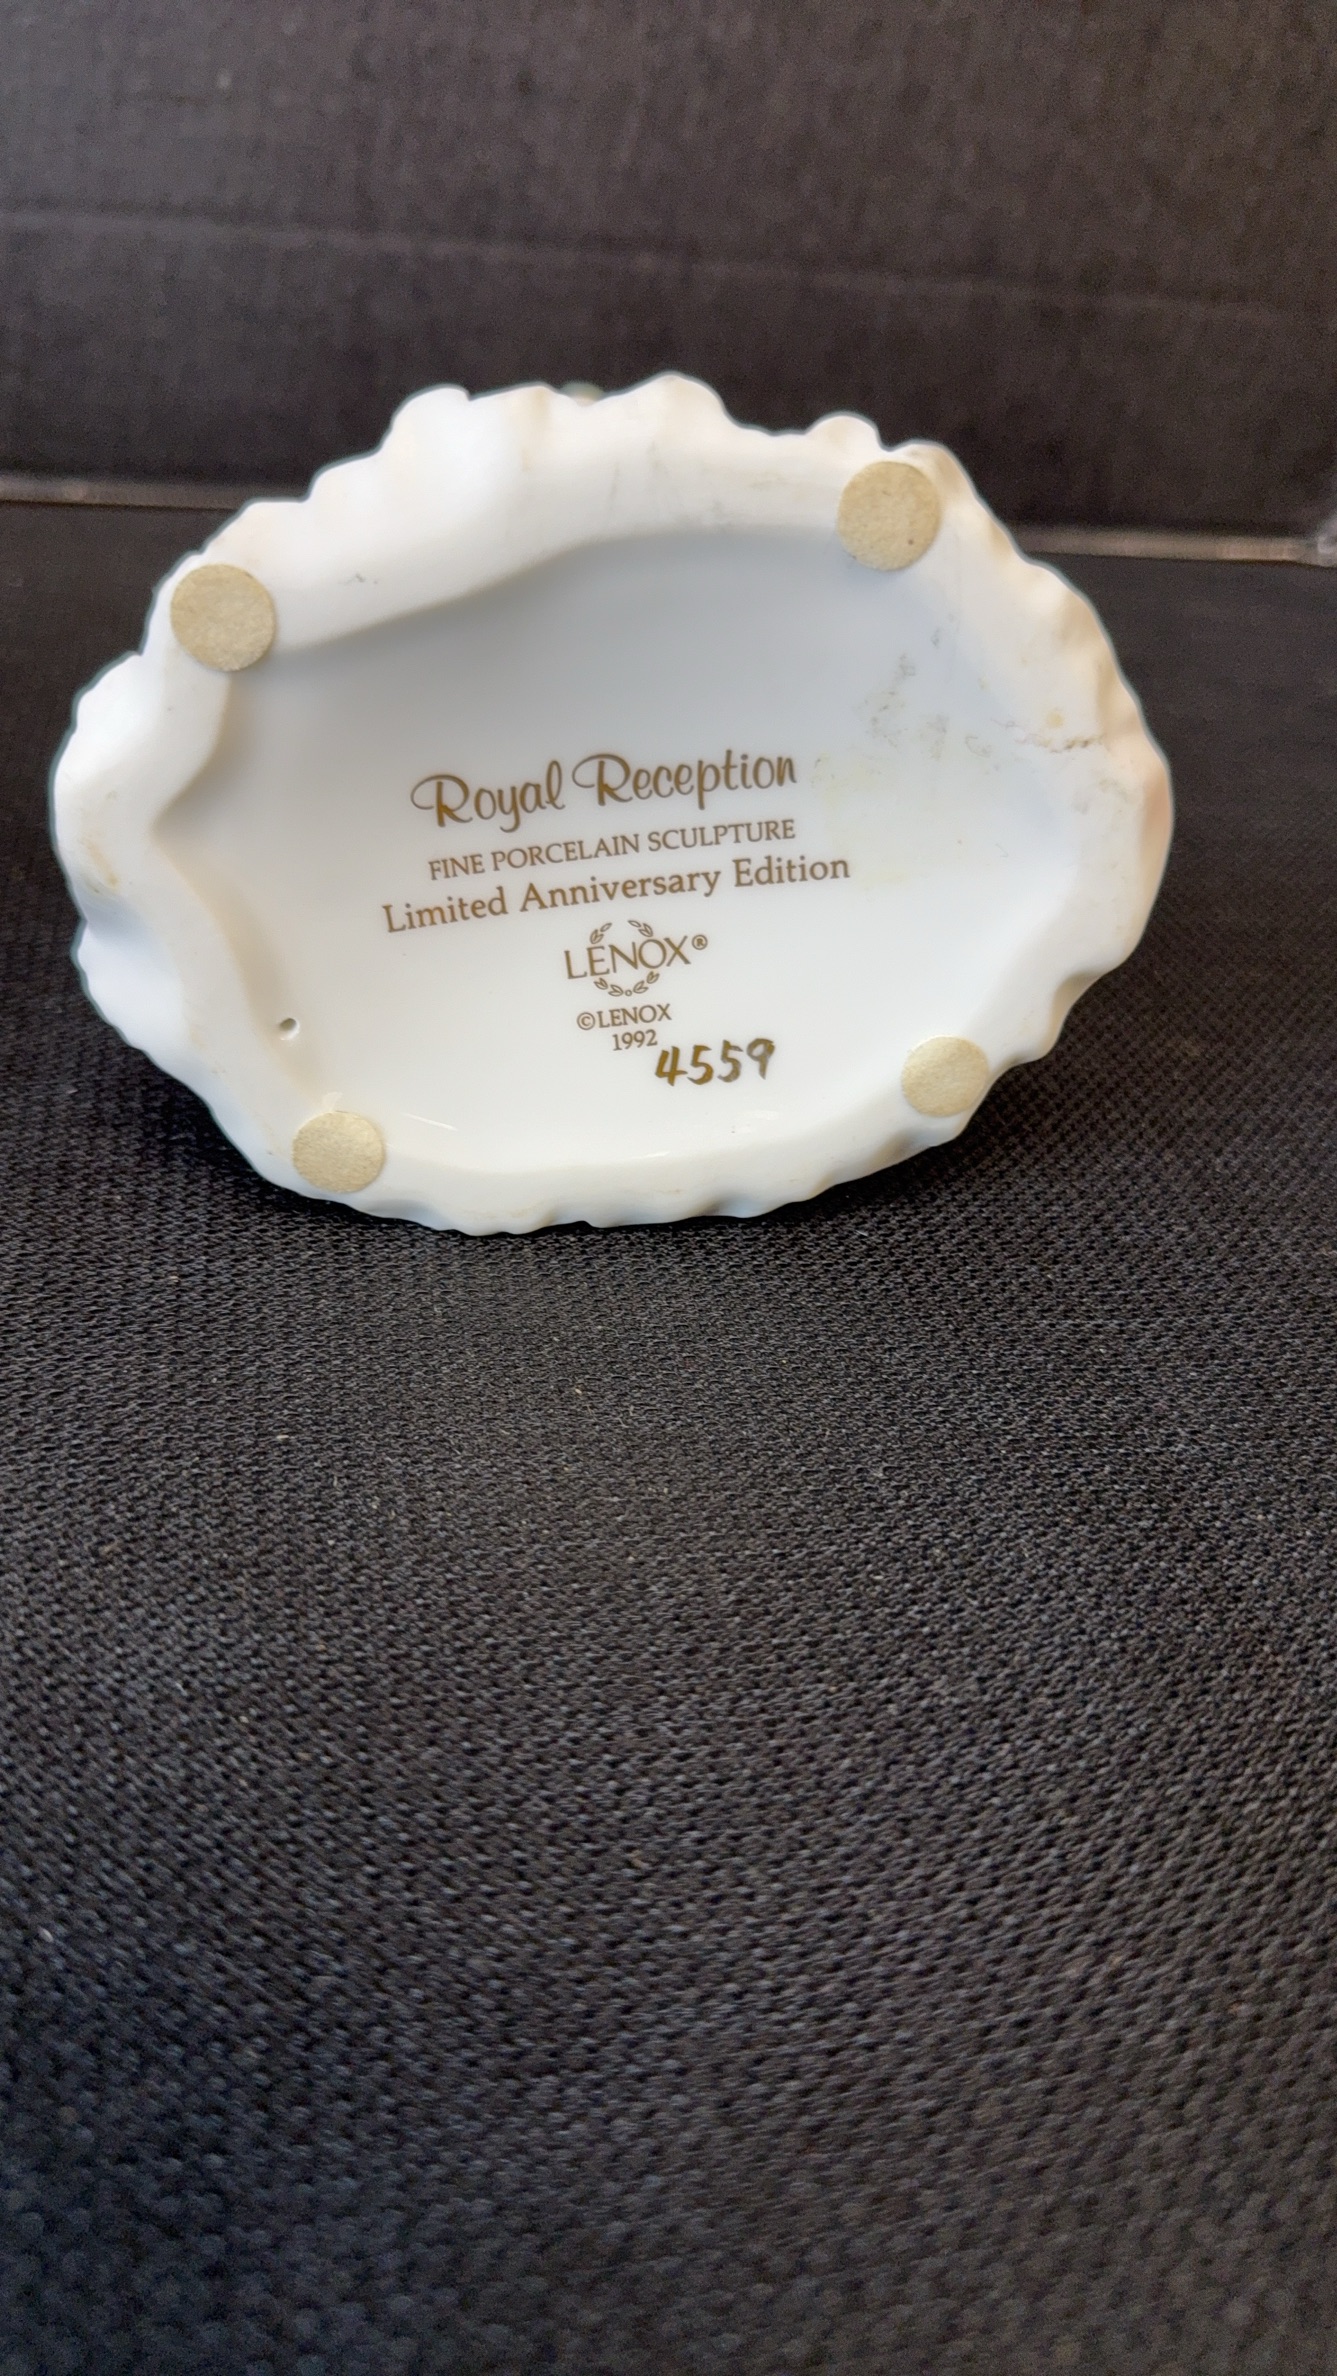 Royal Reception
FINE PORCELAIN SCULPTURE
Limited Anniversary Edition
LENOX®
©LENOX
1992
4559